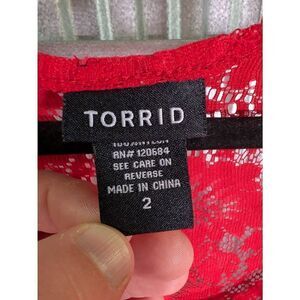 TORRID
RN# 120684
SEE CARE ON
REVERSE
MADE IN CHINA
2